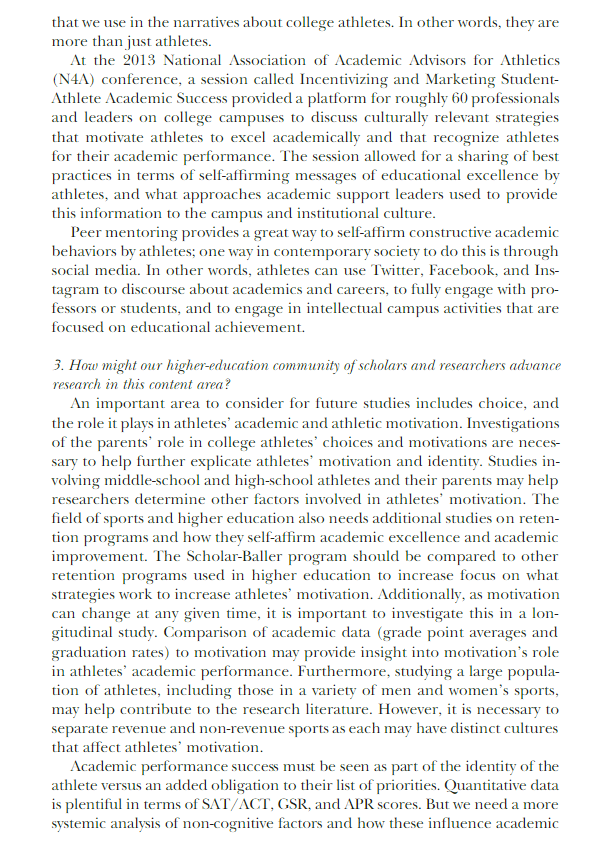 that we use in the narratives about college athletes. In other words, they are
more than just athletes.
At the 2013 National Association of Academic Advisors for Athletics
(N4A) conference, a session called Incentivizing and Marketing Student-
Athlete Academic Success provided a platform for roughly 60 professionals
and leaders on college campuses to discuss culturally relevant strategies
that motivate athletes to excel academically and that recognize athletes
for their academic performance. The session allowed for a sharing of best
practices in terms of self-affirming messages of educational excellence by
athletes, and what approaches academic support leaders used to provide
this information to the campus and institutional culture.
Peer mentoring provides a great way to self-affirm constructive academic
behaviors by athletes; one way in contemporary society to do this is through
social media. In other words, athletes can use Twitter, Facebook, and Ins-
tagram to discourse about academics and careers, to fully engage with pro-
fessors or students, and to engage in intellectual campus activities that are
focused on educational achievement.
3. How might our higher-education community of scholars and researchers advance
research in this content area?
An important area to consider for future studies includes choice, and
the role it plays in athletes' academic and athletic motivation. Investigations
of the parents' role in college athletes' choices and motivations are neces-
sary to help further explicate athletes' motivation and identity. Studies in-
volving middle-school and high-school athletes and their parents may help
researchers determine other factors involved in athletes' motivation. The
field of sports and higher education also needs additional studies on reten-
tion programs and how they self-affirm academic excellence and academic
improvement. The Scholar-Baller program should be compared to other
retention programs used in higher education to increase focus on what
strategies work to increase athletes' motivation. Additionally, as motivation
can change at any given time, it is important to investigate this in a lon-
gitudinal study. Comparison of academic data (grade point averages and
graduation rates) to motivation may provide insight into motivation's role
in athletes' academic performance. Furthermore, studying a large popula-
tion of athletes, including those in a variety of men and women's sports,
may help contribute to the research literature. However, it is necessary to
separate revenue and non-revenue sports as each may have distinct cultures
that affect athletes' motivation.
Academic performance success must be seen as part of the identity of the
athlete versus an added obligation to their list of priorities. Quantitative data
is plentiful in terms of SAT/ACT, GSR, and APR scores. But we need a more
systemic analysis of non-cognitive factors and how these influence academic